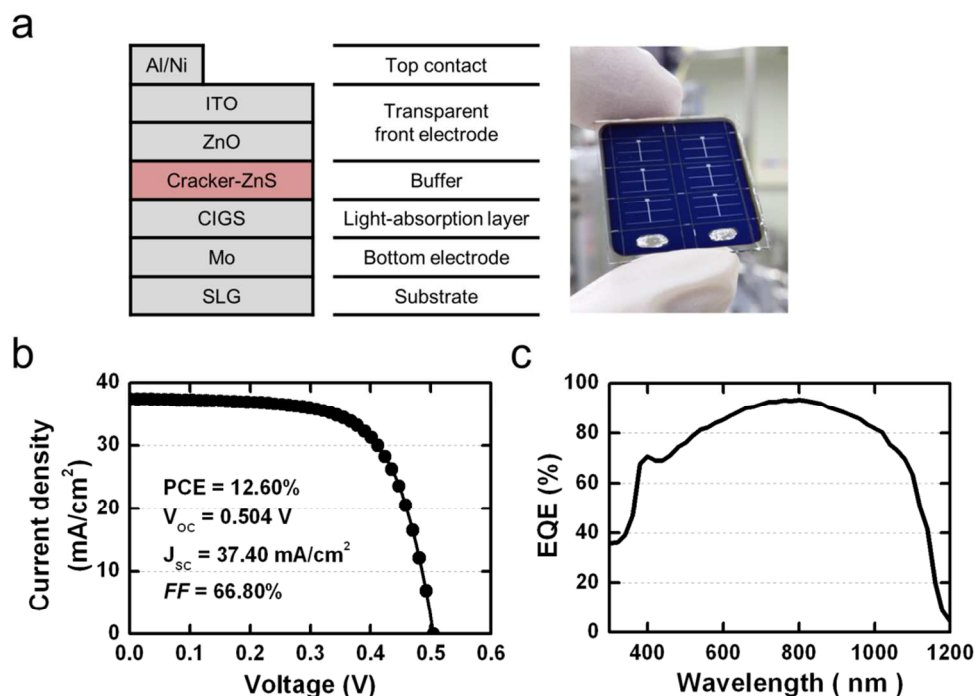 a
Al/Ni
Top contact
ITO
Transparent
front electrode
ZnO
Cracker-ZnS
Buffer
CIGS
Light-absorption layer
Mo
Bottom electrode
SLG
Substrate
b
Current density
(mA/cm²)
40
30
20
10
0
PCE = 12.60%
V_OC = 0.504 V
J_SC = 37.40 mA/cm²
FF = 66.80%
0.0 0.1 0.2 0.3 0.4 0.5 0.6
Voltage (V)
c
EQE (%)
100
80
60
40
20
0
400 600 800 1000 1200
Wavelength ( nm )